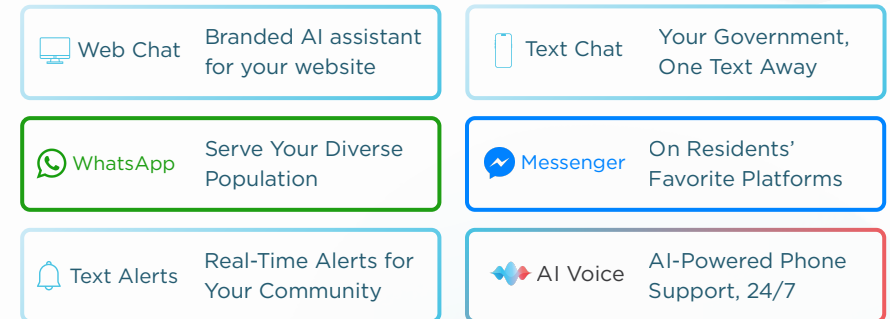 Web Chat
Branded AI assistant
for your website
Text Chat
Your Government,
One Text Away
WhatsApp
Serve Your Diverse
Population
Messenger
On Residents’
Favorite Platforms
Text Alerts
Real-Time Alerts for
Your Community
AI Voice
AI-Powered Phone
Support, 24/7